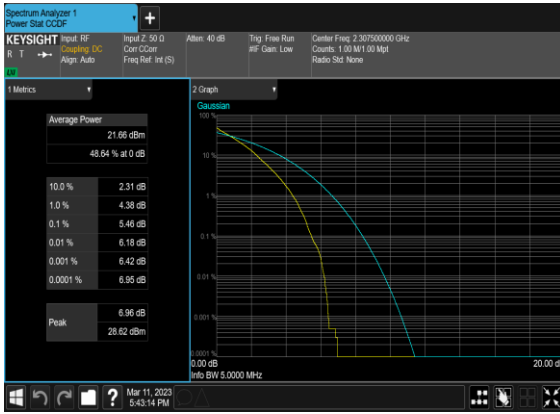 Spectrum Analyzer 1
Power Stat CCDF
KEYSIGHT
R T
LXI
Input: RF
Coupling: DC
Align: Auto
Input Z: 50 Ω
Corr CCorr
Freq Ref: Int (S)
Atten: 40 dB
Trig: Free Run
#IF Gain: Low
Center Freq: 2.307500000 GHz
Counts: 1.00 M/1.00 Mpt
Radio Std: None
1 Metrics
Average Power
21.66 dBm
48.64 % at 0 dB
10.0 % 2.31 dB
1.0 % 4.38 dB
0.1 % 5.46 dB
0.01 % 6.18 dB
0.001 % 6.42 dB
0.0001 % 6.95 dB
Peak
6.96 dB
28.62 dBm
2 Graph
Gaussian
100 %
10 %
1 %
0.1 %
0.01 %
0.001 %
0.0001 %
0.00 dB
20.00 d
Info BW 5.0000 MHz
?
Mar 11, 2023
5:43:14 PM